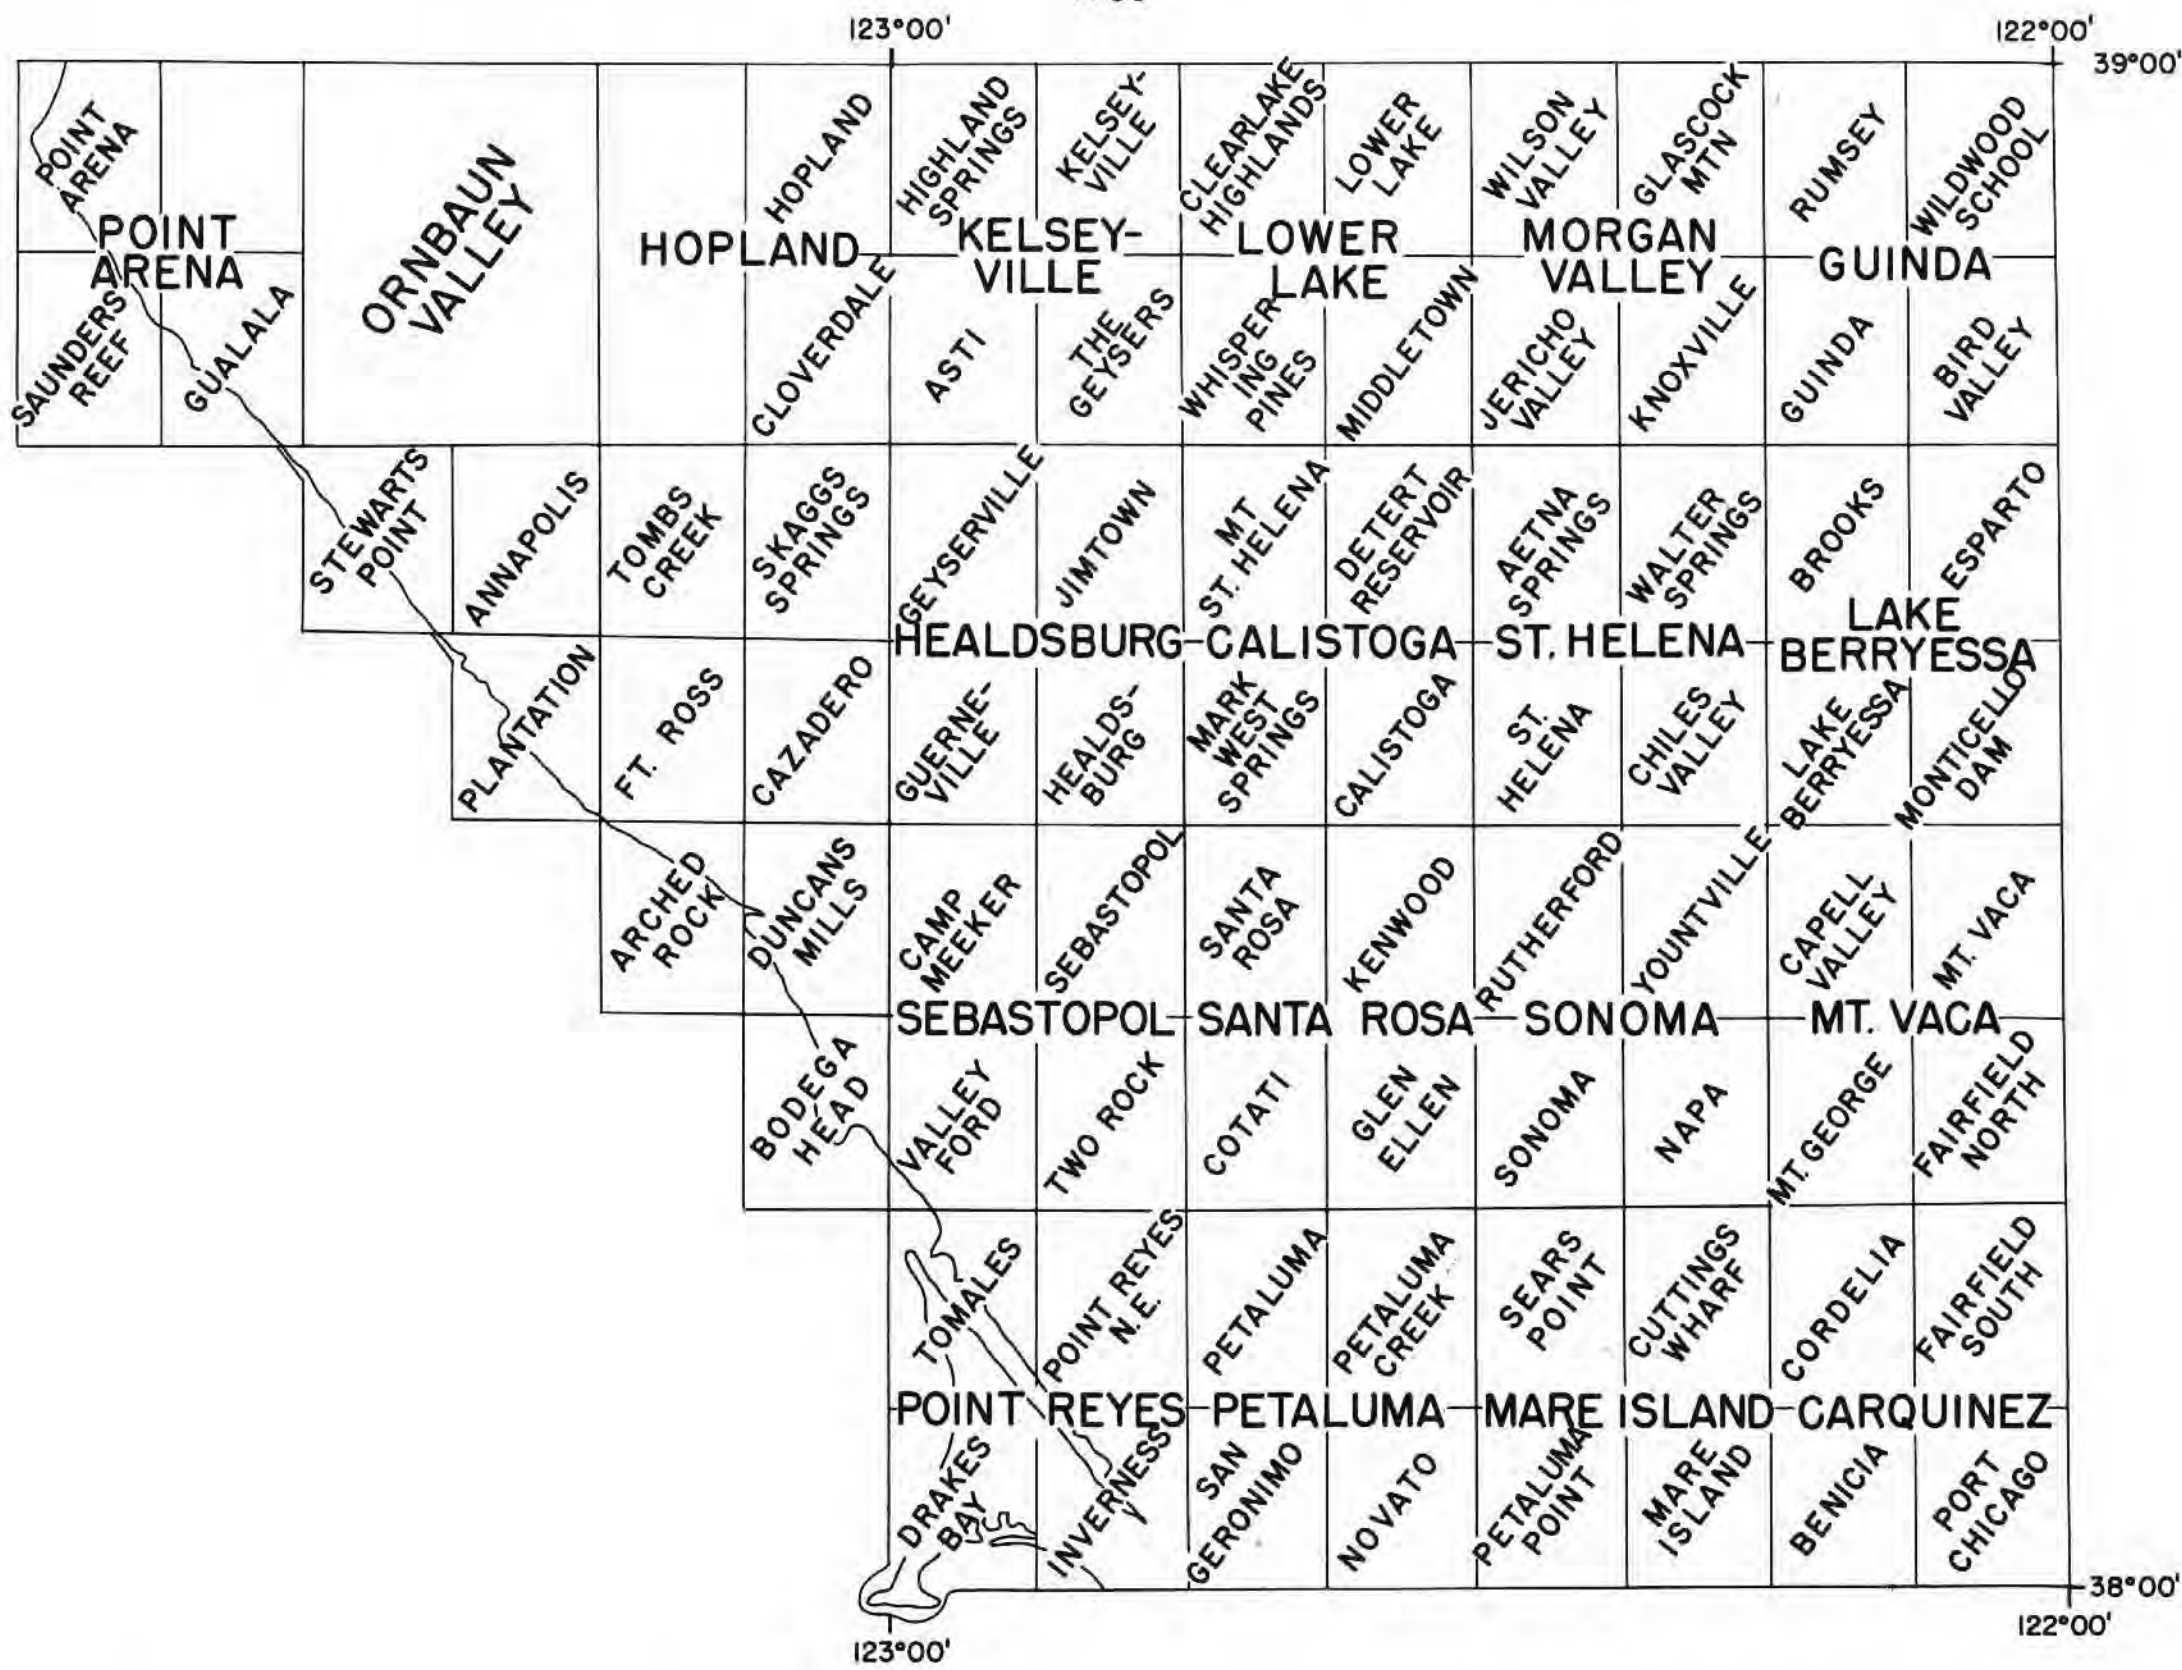 123°00'
122°00'
39°00'
POINT
ARENA
HOPLAND
HIGHLAND
SPRINGS
KELSEY-
VILLE
CLEARLAKE
HIGHLANDS
LOWER
LAKE
WILSON
VALLEY
GLASCOCK
MTN
RUMSEY
WILDWOOD
SCHOOL
POINT
ARENA
ORNBAUN
VALLEY
HOPLAND
KELSEY-
VILLE
LOWER
LAKE
MORGAN
VALLEY
GUINDA
SAUNDERS
REEF
GUALALA
CLOVERDALE
ASTI
THE
GEYSERS
WHISPER-
ING
PINES
MIDDLETOWN
JERICHO
VALLEY
KNOXVILLE
GUINDA
BIRD
VALLEY
STEWARTS
POINT
ANNAPOLIS
TOMBS
CREEK
SKAGGS
SPRINGS
GEYSERVILLE
JIMTOWN
MT
ST. HELENA
DETERT
RESERVOIR
AETNA
SPRINGS
WALTER
SPRINGS
BROOKS
ESPARTO
HEALDSBURG
CALISTOGA
ST. HELENA
LAKE
BERRYESSA
PLANTATION
FT. ROSS
CAZADERO
GUERNE-
VILLE
HEALDS-
BURG
MARK
WEST
SPRINGS
CALISTOGA
ST.
HELENA
CHILES
VALLEY
LAKE
BERRYESSA
MONTICELLO
DAM
ARCHED
ROCK
DUNCANS
MILLS
CAMP
MEEKER
SEBASTOPOL
SANTA
ROSA
KENWOOD
RUTHERFORD
YOUNTVILLE
CAPELL
VALLEY
MT. VACA
SEBASTOPOL
SANTA ROSA
SONOMA
MT. VACA
BODEGA
HEAD
VALLEY
FORD
TWO ROCK
COTATI
GLEN
ELLEN
SONOMA
NAPA
MT. GEORGE
FAIRFIELD
NORTH
TOMALES
POINT REYES
N.E.
PETALUMA
PETALUMA
CREEK
SEARS
POINT
CUTTINGS
WHARF
CORDELIA
FAIRFIELD
SOUTH
POINT REYES
PETALUMA
MARE ISLAND
CARQUINEZ
DRAKES
BAY
INVERNESS
SAN
GERONIMO
NOVATO
PETALUMA
POINT
MARE
ISLAND
BENICIA
PORT
CHICAGO
38°00'
122°00'
123°00'